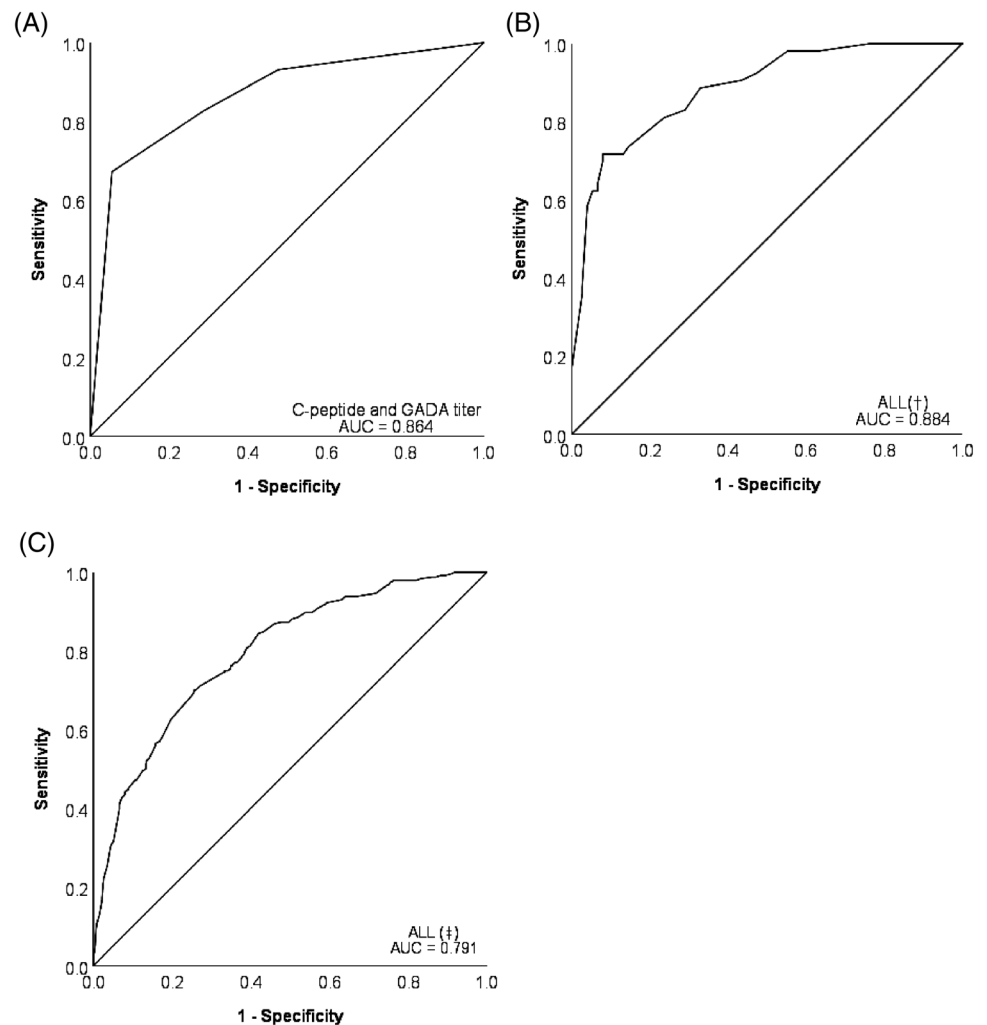 (A)
1.0
0.8
0.6
0.4
0.2
0.0
Sensitivity
C-peptide and GADA titer
AUC = 0.864
0.0 0.2 0.4 0.6 0.8 1.0
1 - Specificity
(B)
1.0
0.8
0.6
0.4
0.2
0.0
Sensitivity
ALL(†)
AUC = 0.884
0.0 0.2 0.4 0.6 0.8 1.0
1 - Specificity
(C)
1.0
0.8
0.6
0.4
0.2
0.0
Sensitivity
ALL (‡)
AUC = 0.791
0.0 0.2 0.4 0.6 0.8 1.0
1 - Specificity